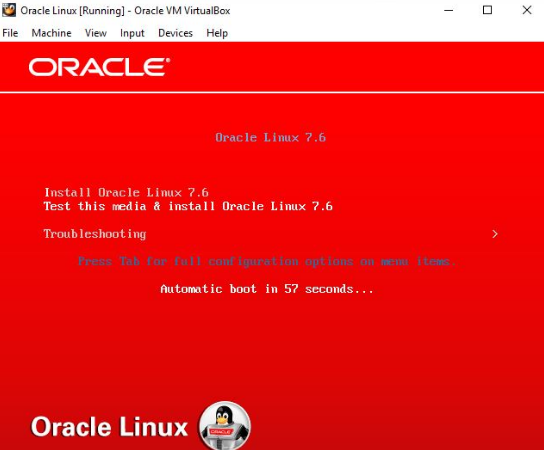 Oracle Linux [Running] - Oracle VM VirtualBox
File Machine View Input Devices Help
ORACLE®
Oracle Linux 7.6
Install Oracle Linux 7.6
Test this media & install Oracle Linux 7.6
Troubleshooting >
Press Tab for full configuration options on menu items.
Automatic boot in 57 seconds...
Oracle Linux
ORACLE